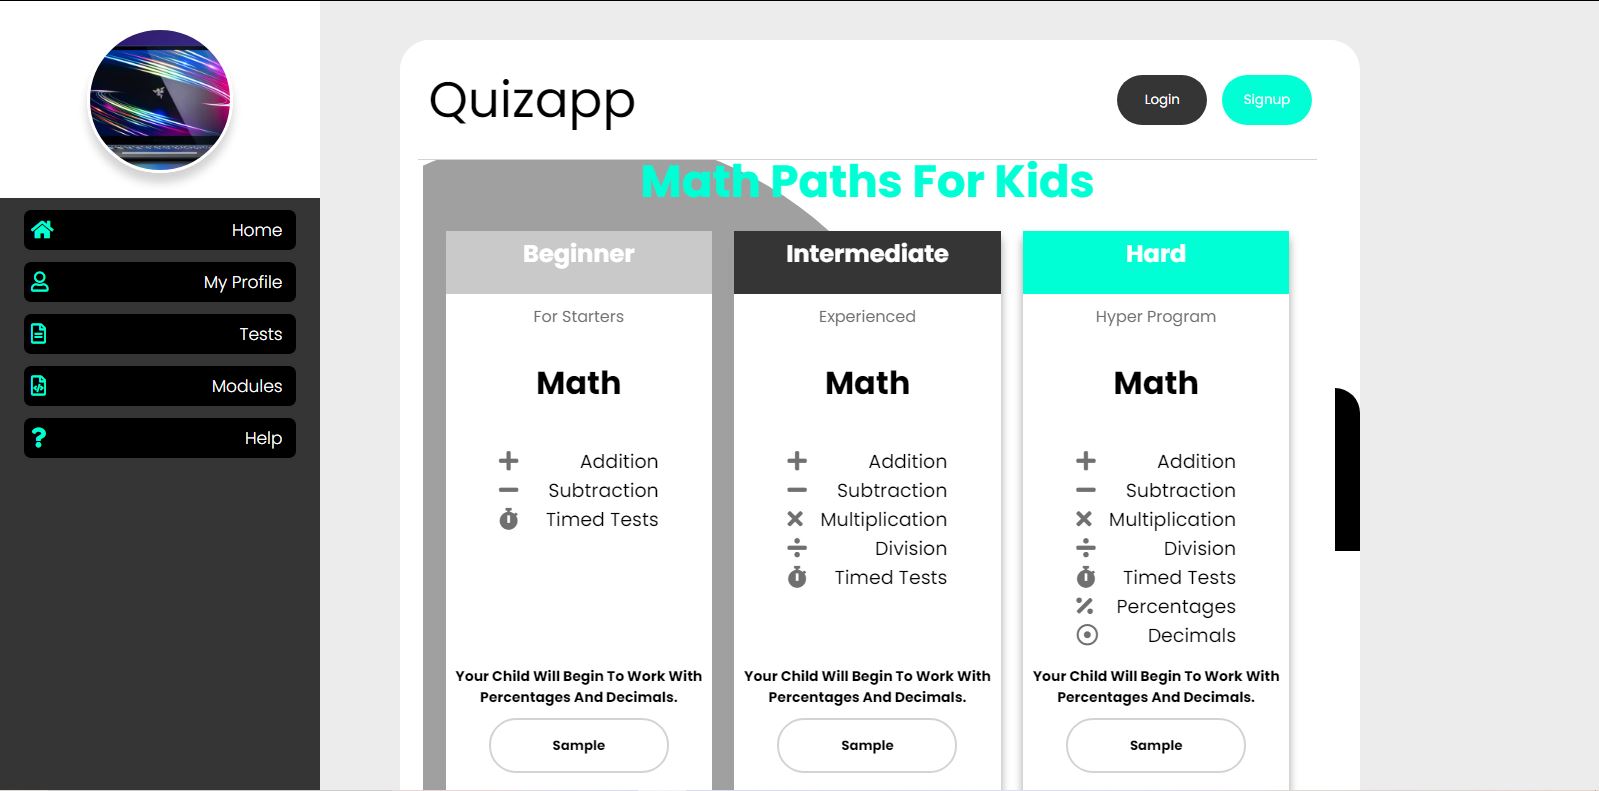 Quizapp
Login
Signup
Home
My Profile
Tests
Modules
Help
Math Paths For Kids
Beginner
For Starters
Math
Addition
Subtraction
Timed Tests
Your Child Will Begin To Work With
Percentages And Decimals.
Sample
Intermediate
Experienced
Math
Addition
Subtraction
Multiplication
Division
Timed Tests
Your Child Will Begin To Work With
Percentages And Decimals.
Sample
Hard
Hyper Program
Math
Addition
Subtraction
Multiplication
Division
Timed Tests
Percentages
Decimals
Your Child Will Begin To Work With
Percentages And Decimals.
Sample